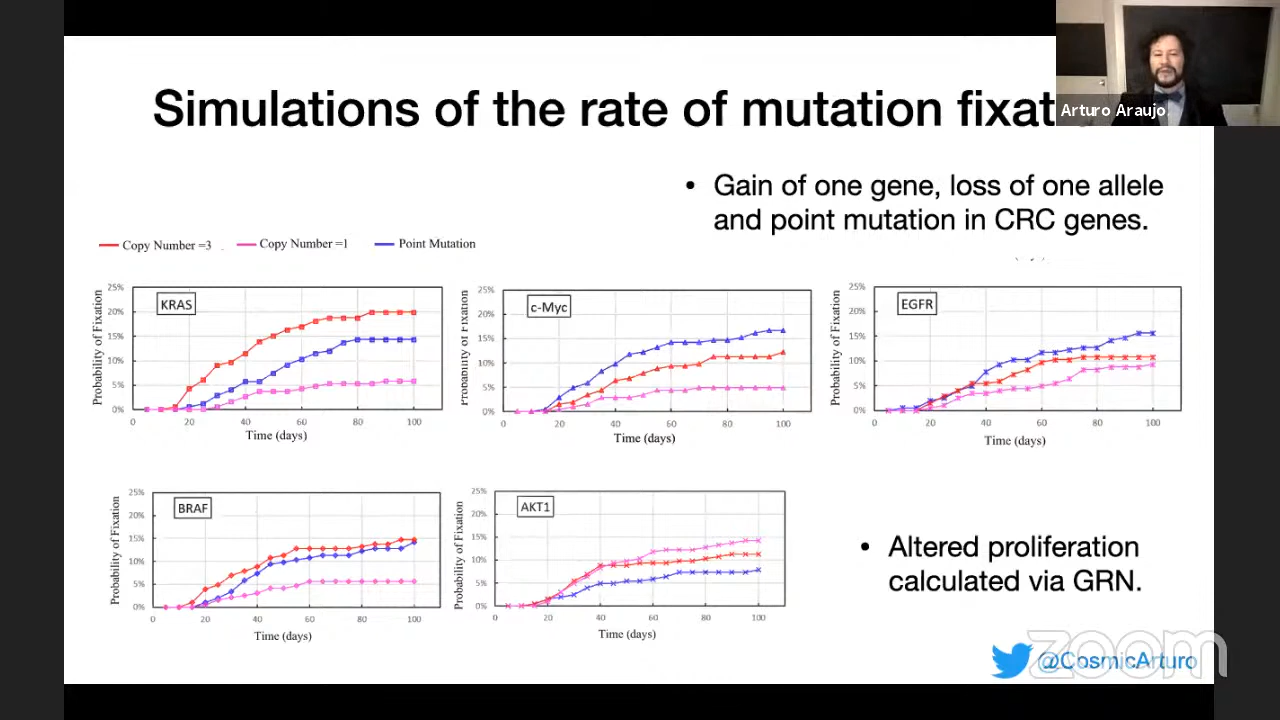 Simulations of the rate of mutation fixat
Arturo Araujo
• Gain of one gene, loss of one allele
and point mutation in CRC genes.
Copy Number =3
Copy Number =1
Point Mutation
KRAS
25%
20%
15%
10%
5%
0%
Probability of Fixation
0 20 40 60 80 100
Time (days)
c-Myc
25%
20%
15%
10%
5%
0%
Probability of Fixation
0 20 40 60 80 100
Time (days)
EGFR
25%
20%
15%
10%
5%
0%
Probability of Fixation
0 20 40 60 80 100
Time (days)
BRAF
25%
20%
15%
10%
5%
0%
Probability of Fixation
0 20 40 60 80 100
Time (days)
AKT1
25%
20%
15%
10%
5%
0%
Probability of Fixation
0 20 40 60 80 100
Time (days)
• Altered proliferation
calculated via GRN.
@CosmicArturo
zoom